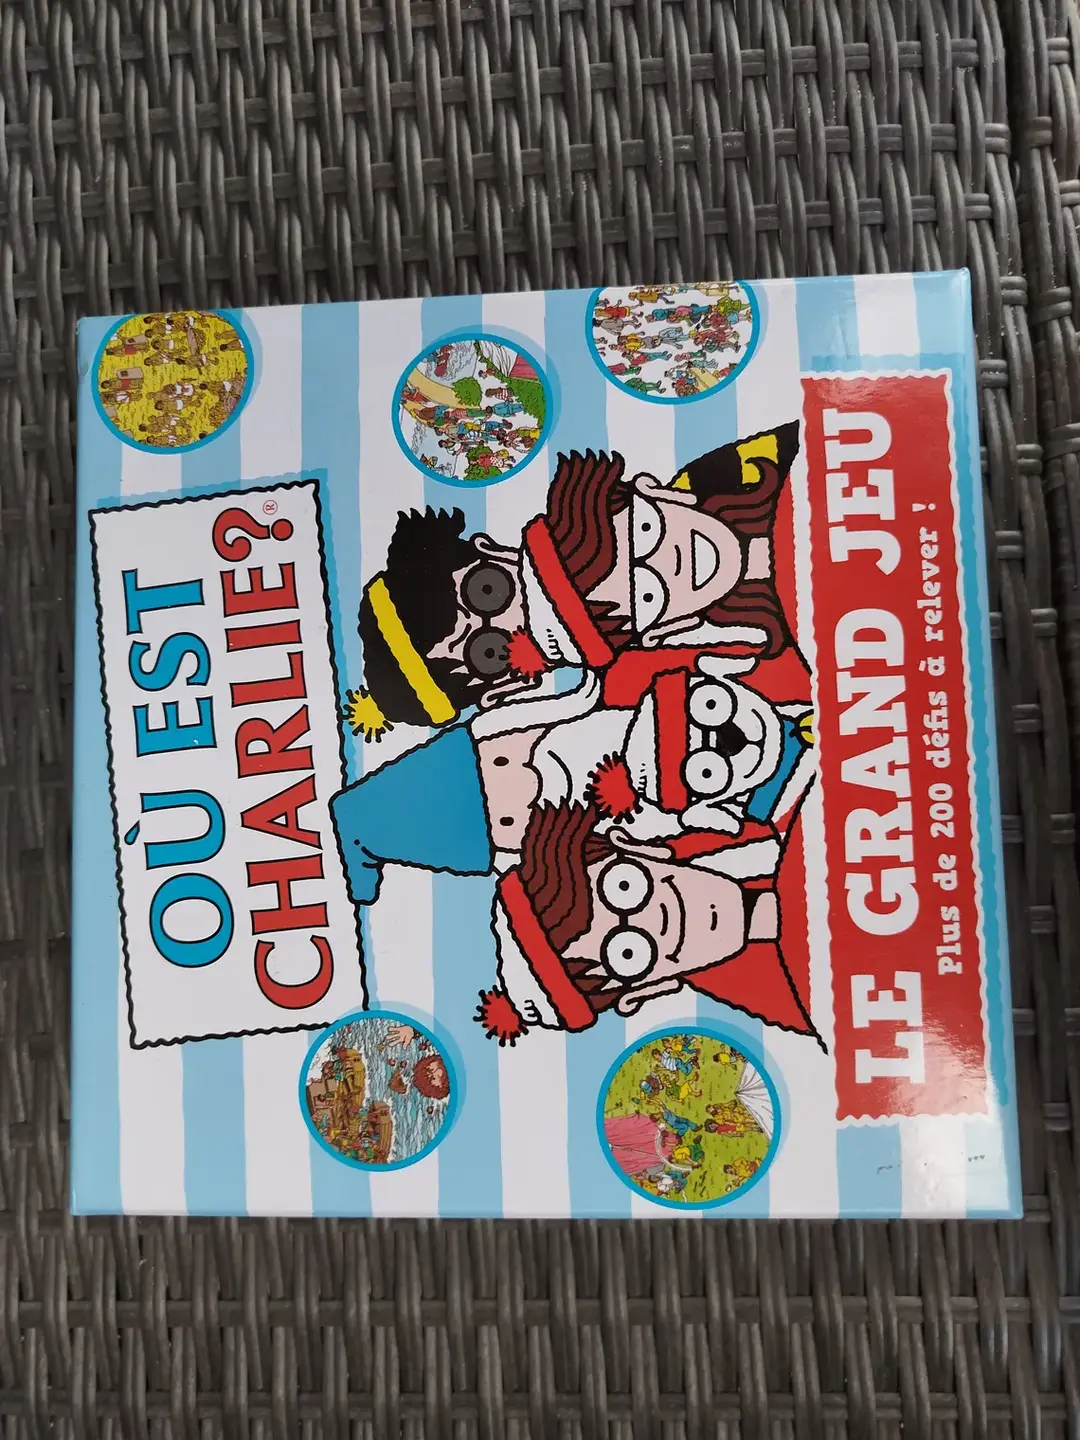 OÙ EST
CHARLIE?®
LE GRAND JEU
Plus de 200 défis à relever !